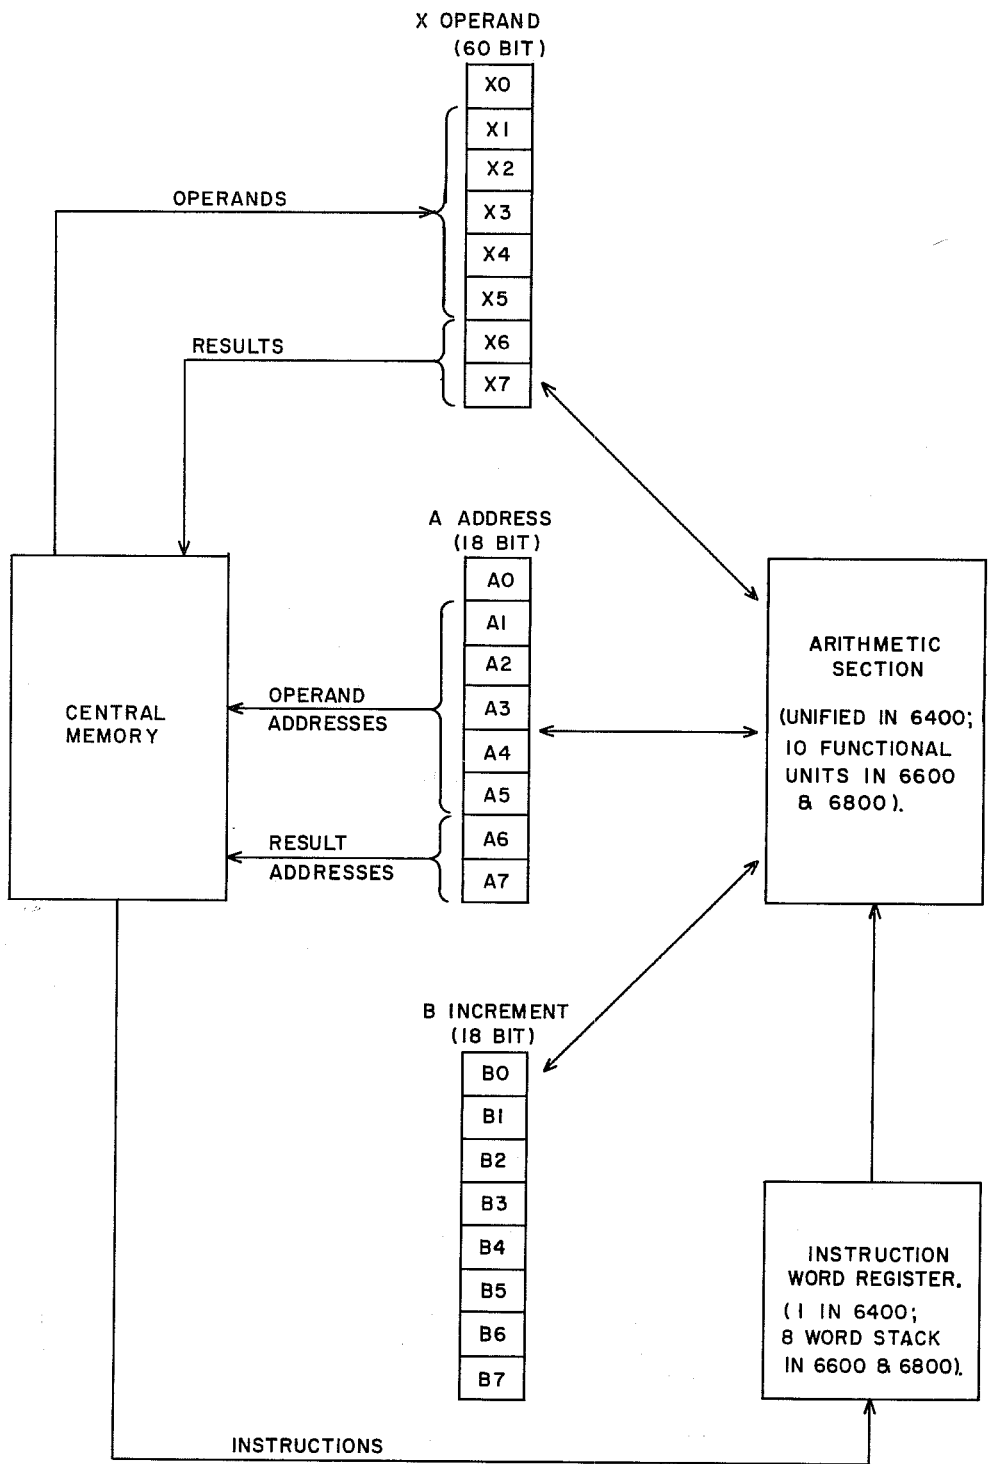 X OPERAND
(60 BIT)
X0
X1
X2
X3
X4
X5
X6
X7
OPERANDS
RESULTS
A ADDRESS
(18 BIT)
A0
A1
A2
A3
A4
A5
A6
A7
CENTRAL
MEMORY
OPERAND
ADDRESSES
RESULT
ADDRESSES
ARITHMETIC
SECTION
(UNIFIED IN 6400;
10 FUNCTIONAL
UNITS IN 6600
& 6800).
B INCREMENT
(18 BIT)
B0
B1
B2
B3
B4
B5
B6
B7
INSTRUCTION
WORD REGISTER.
(1 IN 6400;
8 WORD STACK
IN 6600 & 6800).
INSTRUCTIONS